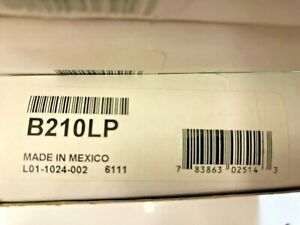 B210LP
MADE IN MEXICO
L01-1024-002 6111
7 83863 02514 3